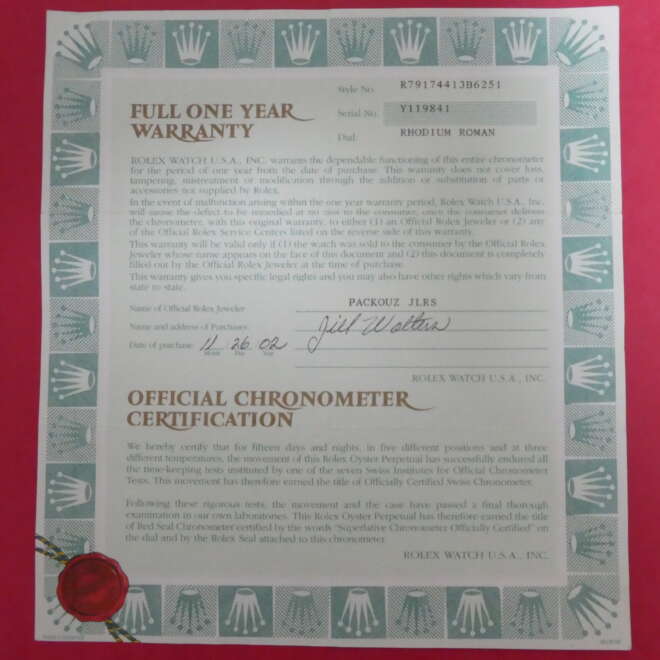 Style No. R79174413B6251
FULL ONE YEAR
WARRANTY
Serial No. Y119841
Dial: RHODIUM ROMAN
ROLEX WATCH U.S.A., INC. warrants the dependable functioning of this entire chronometer
for the period of one year from the date of purchase. This warranty does not cover loss,
tampering, mistreatment or modification through the addition or substitution of parts or
accessories not supplied by Rolex.
In the event of malfunction arising within the one year warranty period, Rolex Watch U.S.A., Inc.
will cause the defect to be remedied at no cost to the consumer, once the consumer delivers
the chronometer, with this original warranty, to either (1) an Official Rolex Jeweler or (2) any
of the Official Rolex Service Centers listed on the reverse side of this warranty.
This warranty will be valid only if (1) the watch was sold to the consumer by the Official Rolex
Jeweler whose name appears on the face of this document and (2) this document is completely
filled out by the Official Rolex Jeweler at the time of purchase.
This warranty gives you specific legal rights and you may also have other rights which vary from
state to state.
Name of Official Rolex Jeweler PACKOUZ JLRS
Name and address of Purchaser Jill Walters
Date of purchase 11 26 02
Month Day Year
ROLEX WATCH U.S.A., INC.
OFFICIAL CHRONOMETER
CERTIFICATION
We hereby certify that for fifteen days and nights, in five different positions and at three
different temperatures, the movement of this Rolex Oyster Perpetual has successfully endured all
the time-keeping tests instituted by one of the seven Swiss Institutes for Official Chronometer
Tests. This movement has therefore earned the title of Officially Certified Swiss Chronometer.
Following these rigorous tests, the movement and the case have passed a final thorough
examination in our own laboratories. This Rolex Oyster Perpetual has therefore earned the title
of Red Seal Chronometer certified by the words "Superlative Chronometer Officially Certified" on
the dial and by the Rolex Seal attached to this chronometer.
ROLEX WATCH U.S.A., INC.